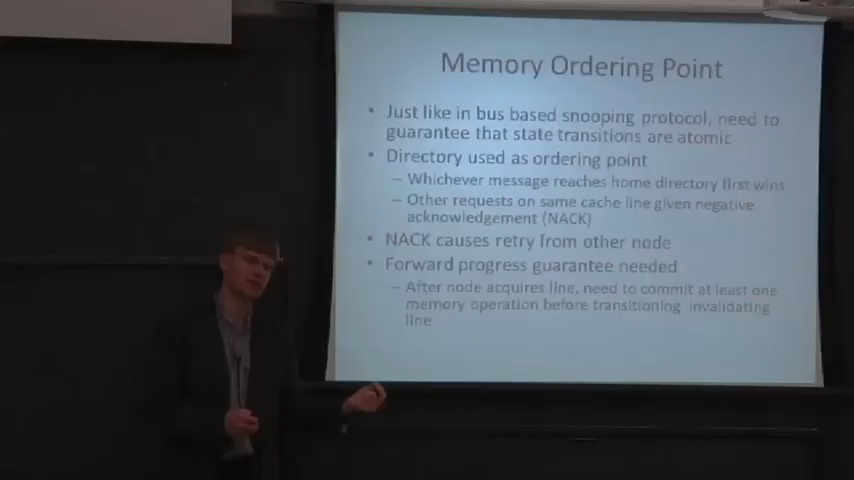 Memory Ordering Point
• Just like in bus based snooping protocol, need to
guarantee that state transitions are atomic
• Directory used as ordering point
– Whichever message reaches home directory first wins
– Other requests on same cache line given negative
acknowledgement (NACK)
• NACK causes retry from other node
• Forward progress guarantee needed
– After node acquires line, need to commit at least one
memory operation before transitioning invalidating
line